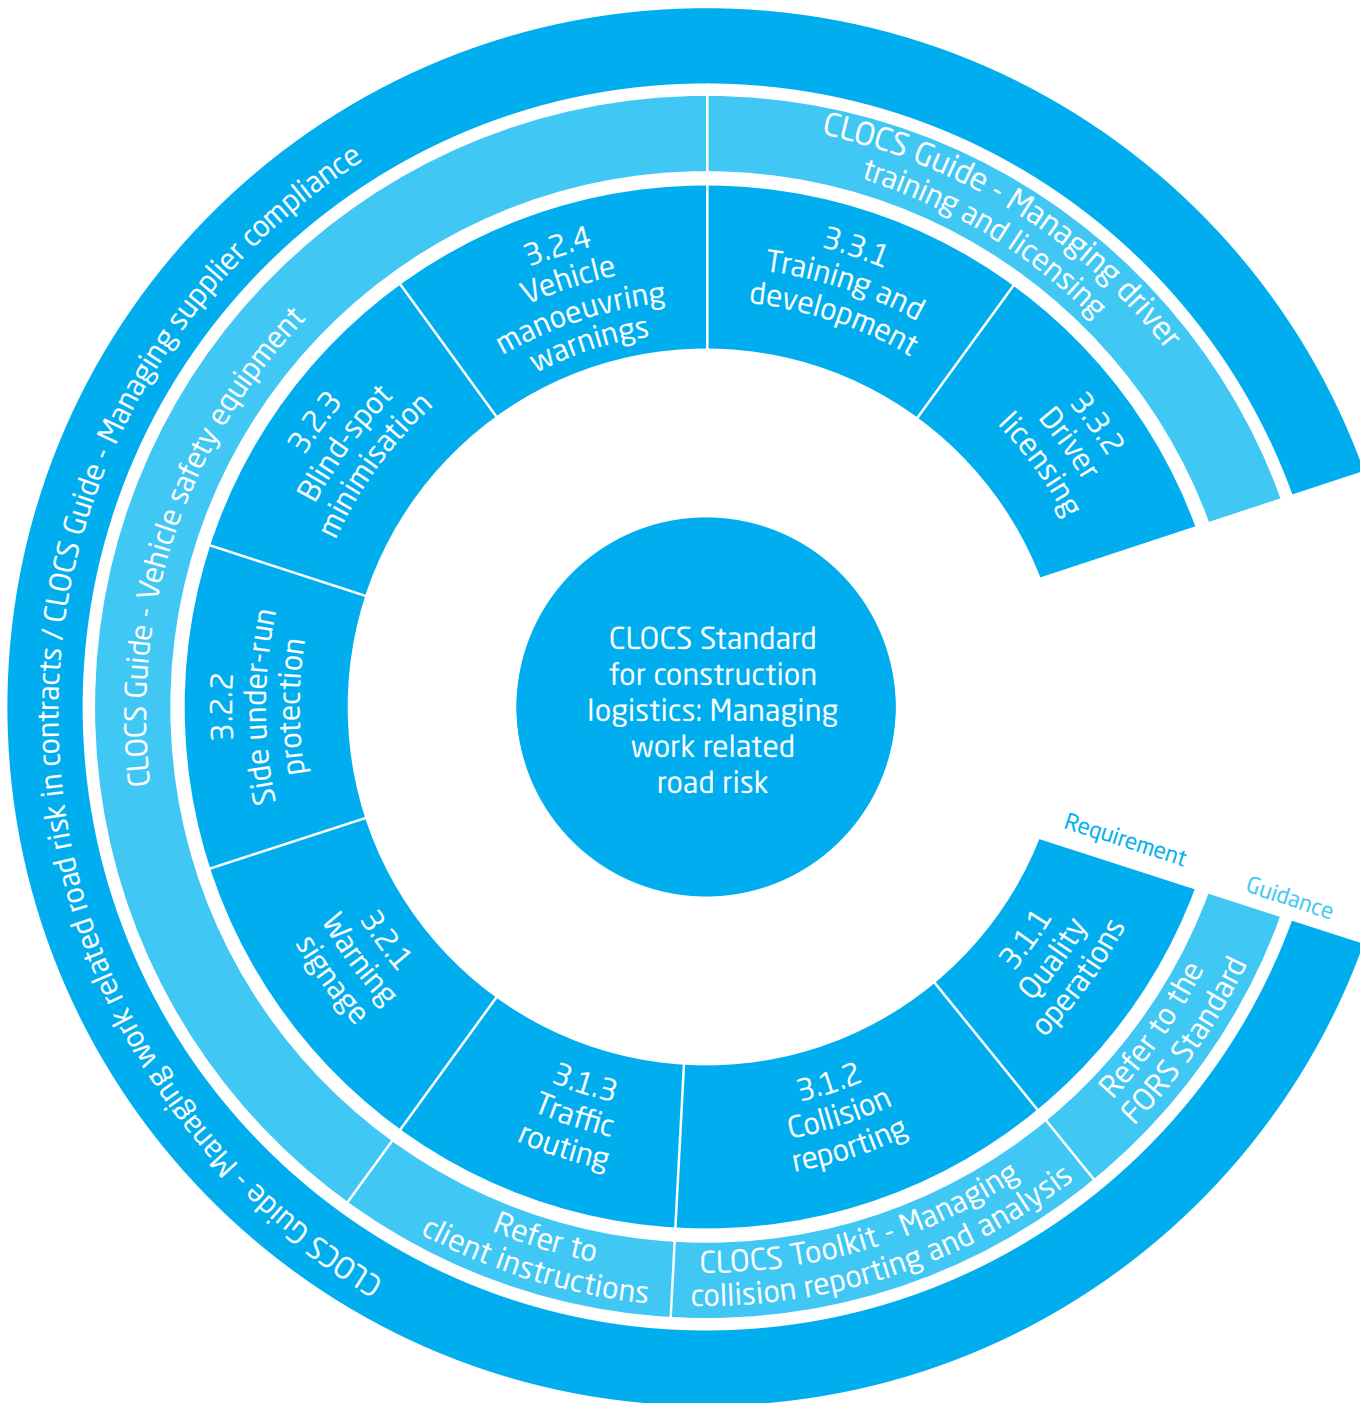 CLOCS Standard
for construction
logistics: Managing
work related
road risk
Requirement
Guidance
3.1.1
Quality
operations
3.1.2
Collision
reporting
3.1.3
Traffic
routing
3.2.1
Warning
signage
3.2.2
Side under-run
protection
3.2.3
Blind-spot
minimisation
3.2.4
Vehicle
manoeuvring
warnings
3.3.1
Training and
development
3.3.2
Driver
licensing
Refer to the
FORS Standard
CLOCS Toolkit - Managing
collision reporting and analysis
Refer to
client instructions
CLOCS Guide - Vehicle safety equipment
CLOCS Guide - Managing driver
training and licensing
CLOCS Guide - Managing work related road risk in contracts / CLOCS Guide - Managing supplier compliance